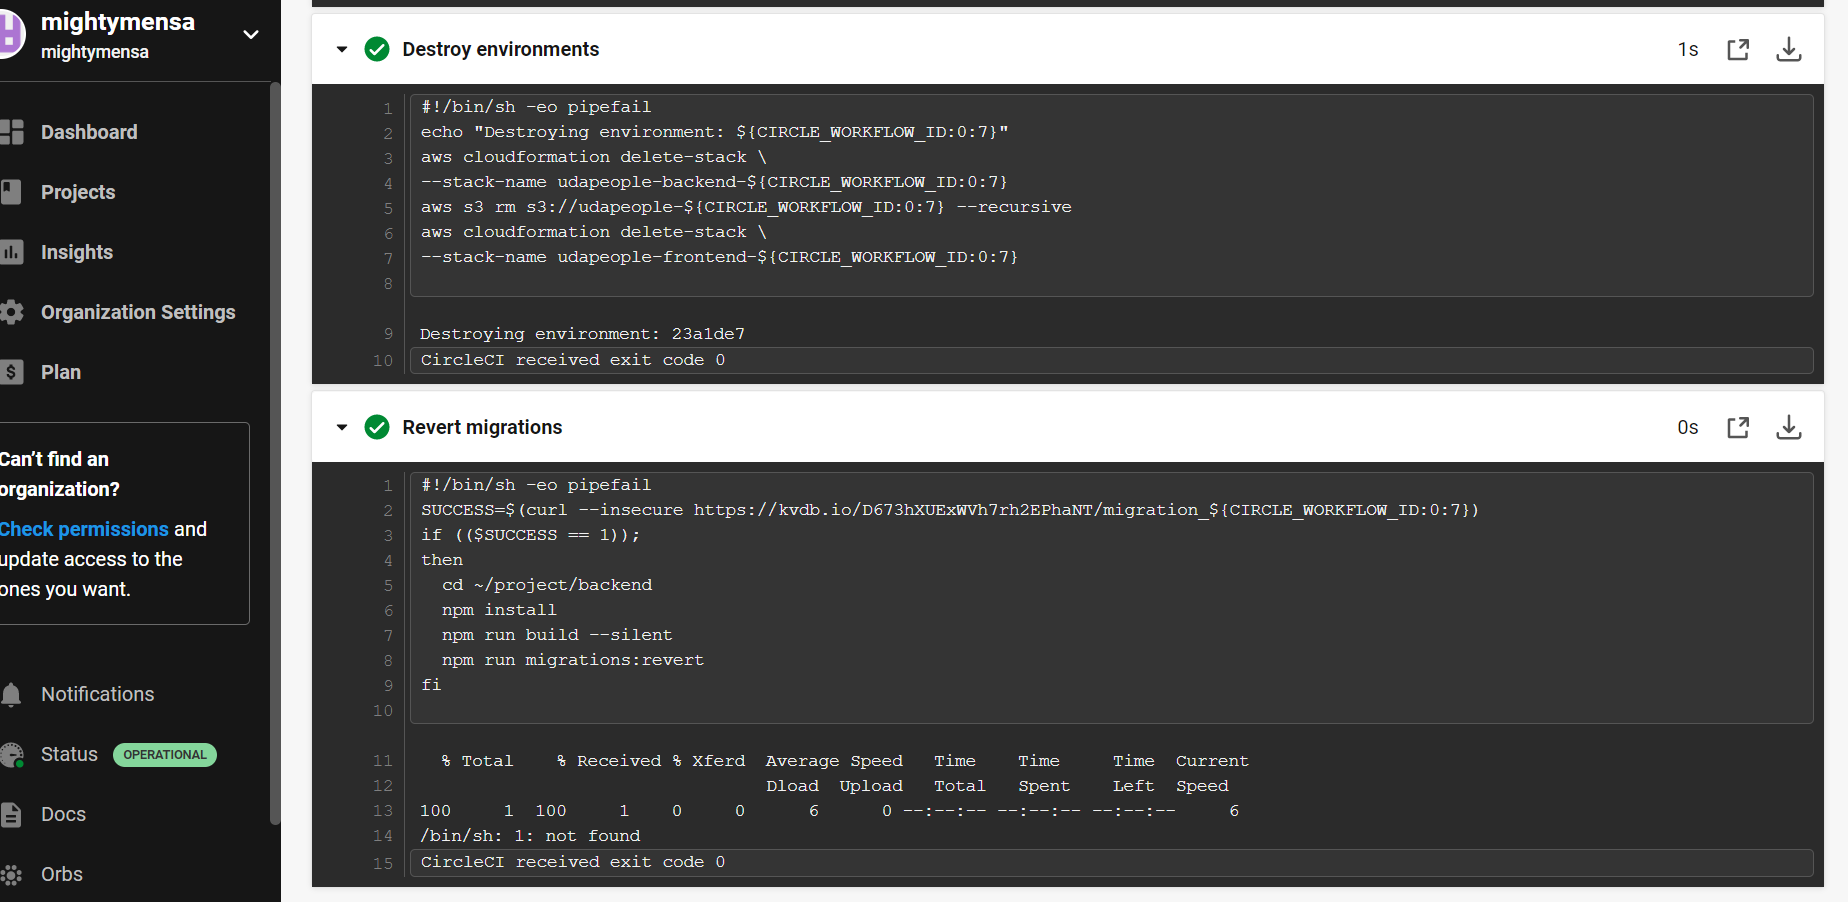 mightymensa
mightymensa
Dashboard
Projects
Insights
Organization Settings
Plan
Can't find an
organization?
Check permissions and
update access to the
ones you want.
Notifications
Status OPERATIONAL
Docs
Orbs
Destroy environments 1s
1 #!/bin/sh -eo pipefail
2 echo "Destroying environment: ${CIRCLE_WORKFLOW_ID:0:7}"
3 aws cloudformation delete-stack \
4 --stack-name udapeople-backend-${CIRCLE_WORKFLOW_ID:0:7}
5 aws s3 rm s3://udapeople-${CIRCLE_WORKFLOW_ID:0:7} --recursive
6 aws cloudformation delete-stack \
7 --stack-name udapeople-frontend-${CIRCLE_WORKFLOW_ID:0:7}
8
9 Destroying environment: 23a1de7
10 CircleCI received exit code 0
Revert migrations 0s
1 #!/bin/sh -eo pipefail
2 SUCCESS=$(curl --insecure https://kvdb.io/D673hXUExWVh7rh2EPhaNT/migration_${CIRCLE_WORKFLOW_ID:0:7})
3 if (($SUCCESS == 1));
4 then
5 cd ~/project/backend
6 npm install
7 npm run build --silent
8 npm run migrations:revert
9 fi
10
11 % Total % Received % Xferd Average Speed Time Time Time Current
12 Dload Upload Total Spent Left Speed
13 100 1 100 1 0 0 6 0 --:--:-- --:--:-- --:--:-- 6
14 /bin/sh: 1: not found
15 CircleCI received exit code 0